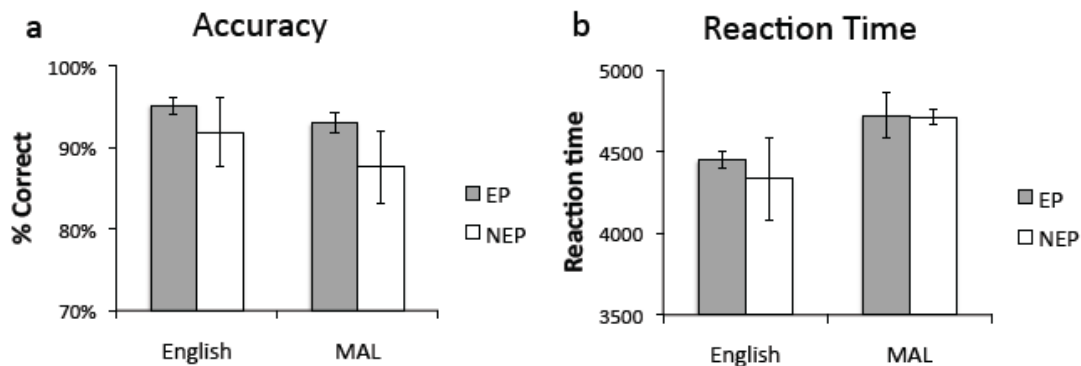 a
Accuracy
100%
90%
80%
70%
% Correct
English
MAL
EP
NEP
b
Reaction Time
5000
4500
4000
3500
Reaction time
English
MAL
EP
NEP